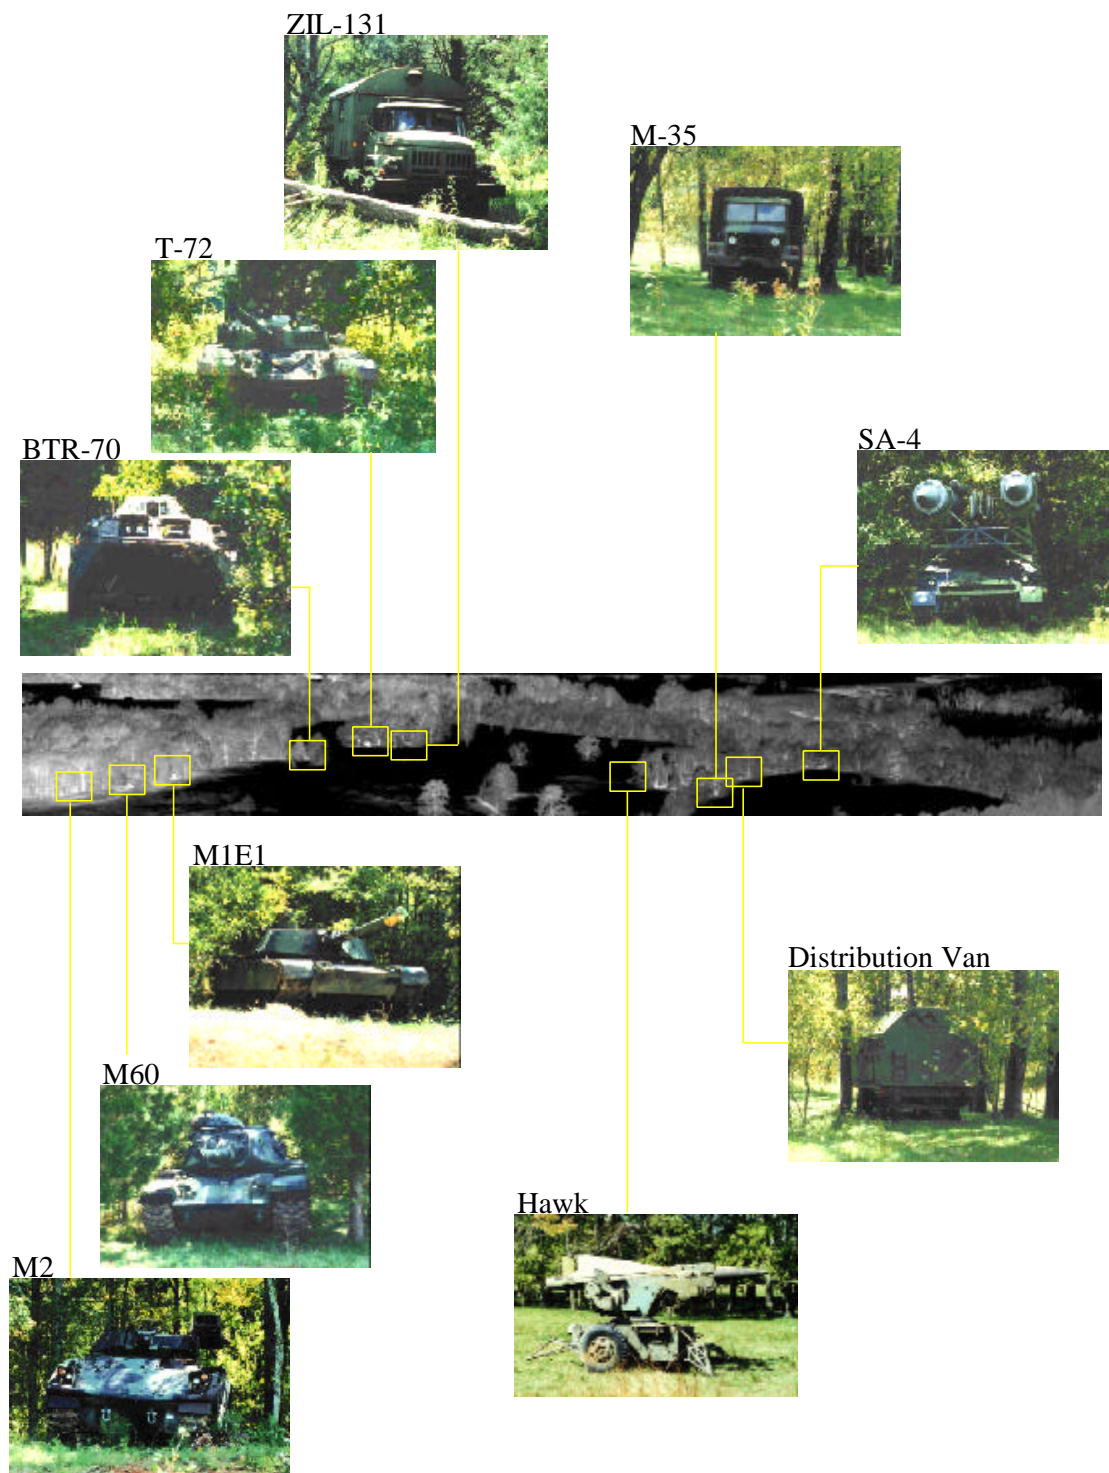 ZIL-131
M-35
T-72
BTR-70
SA-4
M1E1
Distribution Van
M60
Hawk
M2